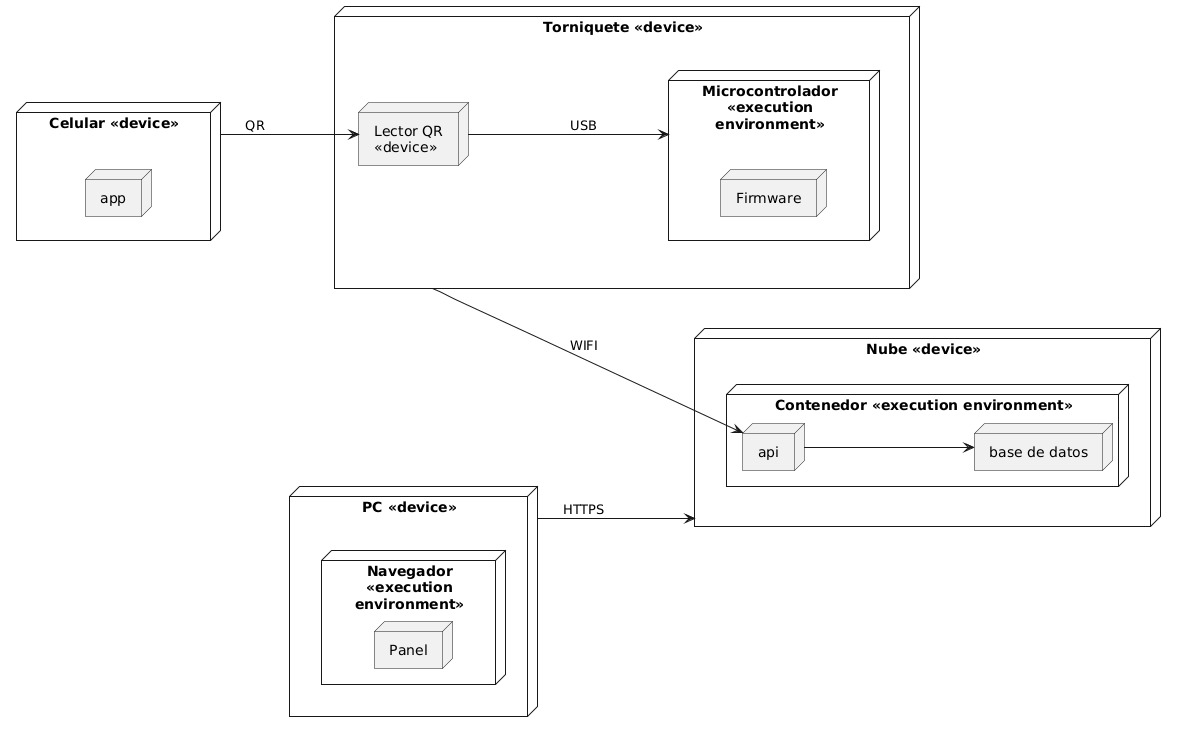 Torniquete «device»
Celular «device»
app
QR
Lector QR
«device»
USB
Microcontrolador
«execution
environment»
Firmware
WIFI
Nube «device»
Contenedor «execution environment»
api
base de datos
PC «device»
HTTPS
Navegador
«execution
environment»
Panel